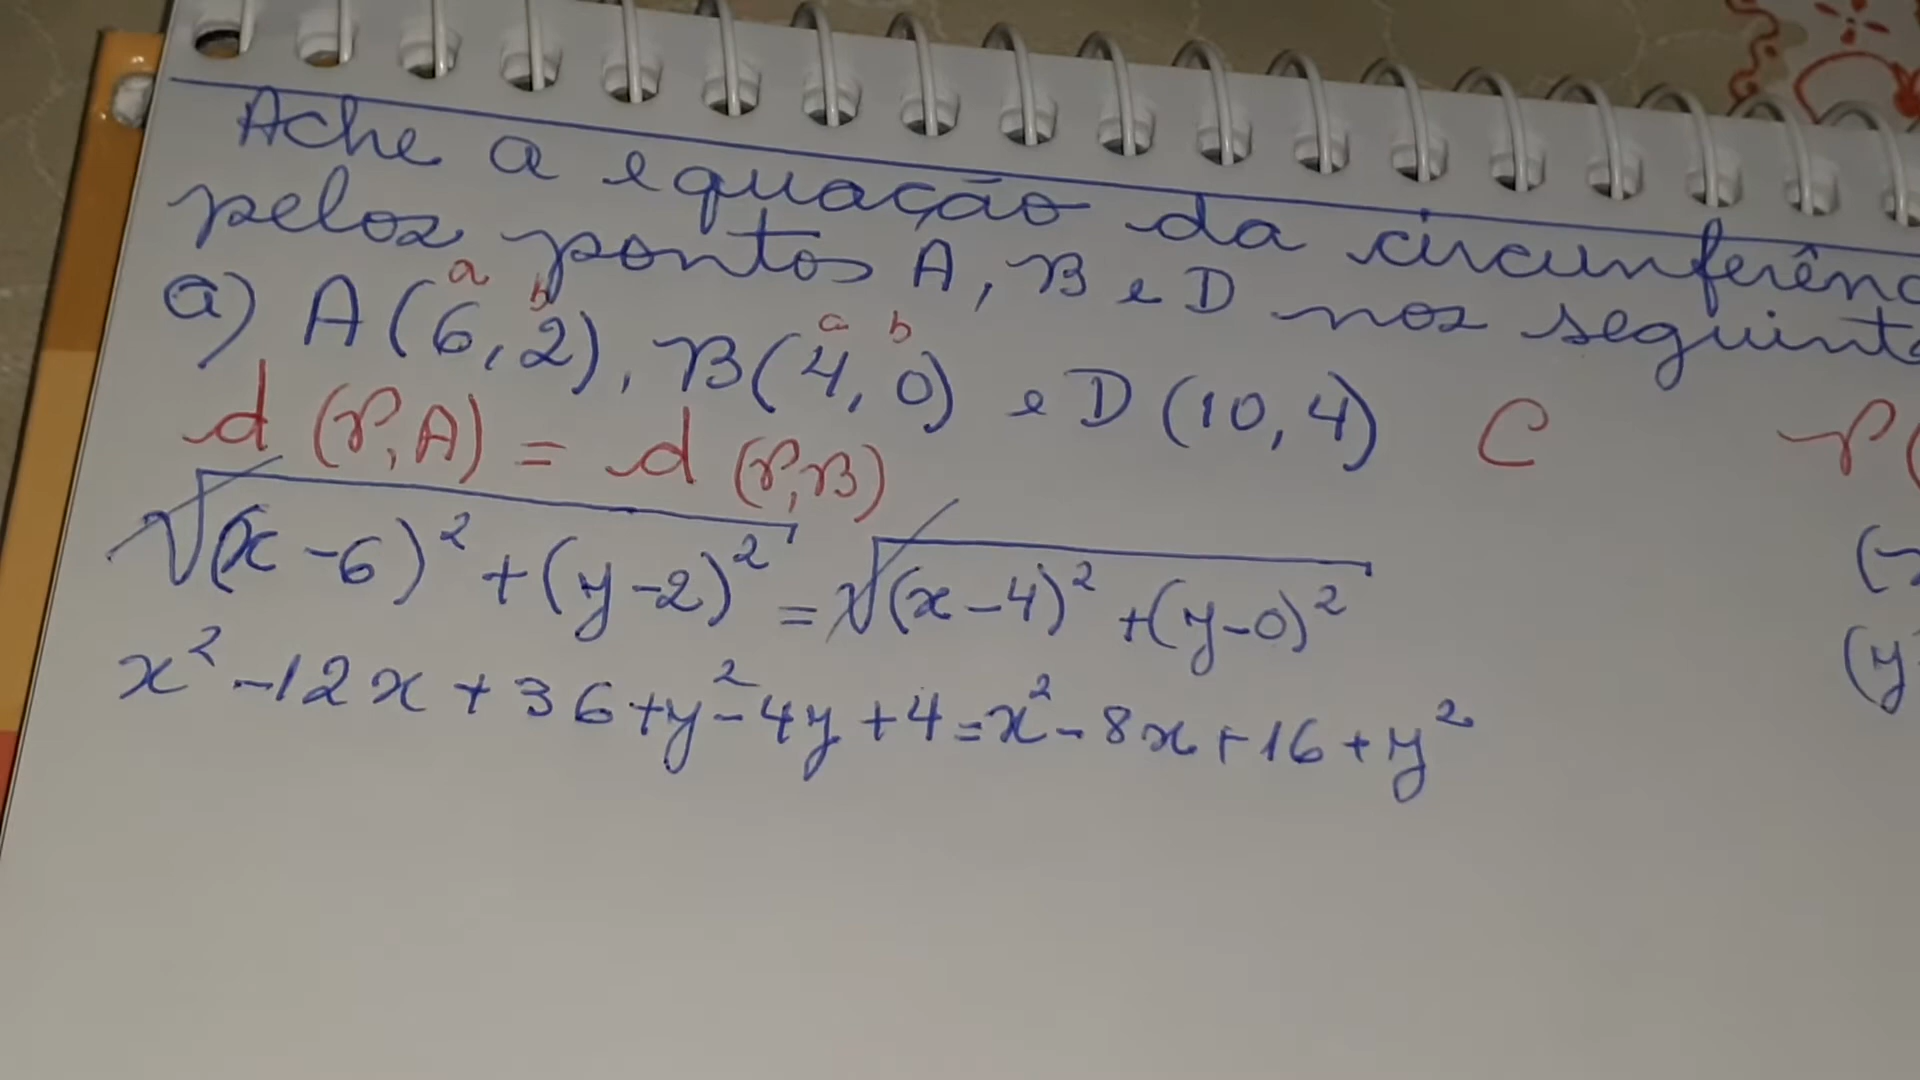 Ache a equação da circunferênc
pelos pontos A, B e D nos seguint
a b a b
a) A(6,2), B(4,0) e D(10,4) C P(
d(P,A) = d(P,B)
√(x-6)² + (y-2)² = √(x-4)² + (y-0)²
x² - 12x + 36 + y² - 4y + 4 = x² - 8x + 16 + y²
(y